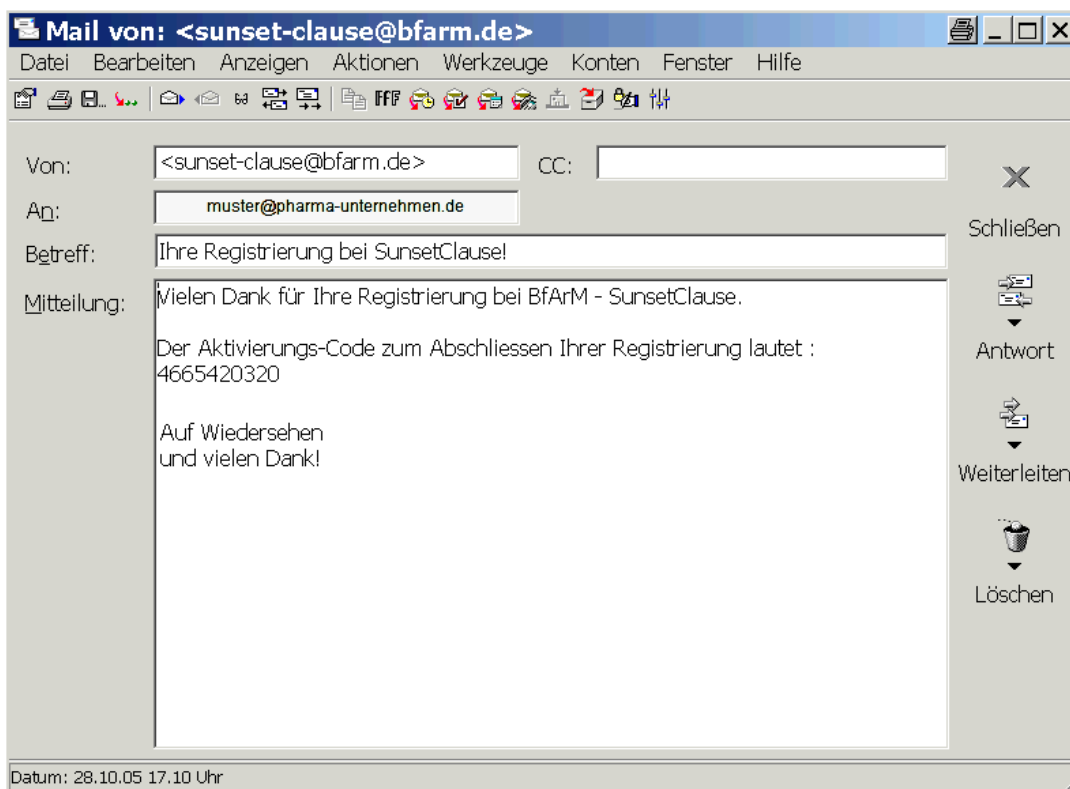 Mail von: <sunset-clause@bfarm.de>
Datei Bearbeiten Anzeigen Aktionen Werkzeuge Konten Fenster Hilfe
Von: <sunset-clause@bfarm.de> CC:
An: muster@pharma-unternehmen.de
Betreff: Ihre Registrierung bei SunsetClause!
Mitteilung: Vielen Dank für Ihre Registrierung bei BfArM - SunsetClause.
Der Aktivierungs-Code zum Abschliessen Ihrer Registrierung lautet :
4665420320
Auf Wiedersehen
und vielen Dank!
Schließen
Antwort
Weiterleiten
Löschen
Datum: 28.10.05 17.10 Uhr